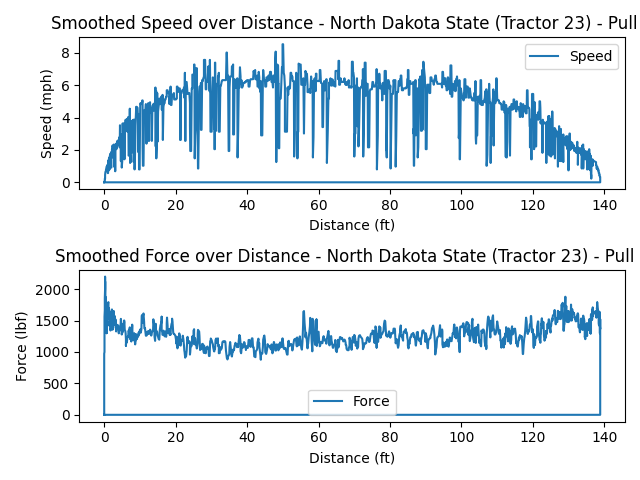 Smoothed Speed over Distance - North Dakota State (Tractor 23) - Pull
Speed (mph)
8
6
4
2
0
Speed
0 20 40 60 80 100 120 140
Distance (ft)
Smoothed Force over Distance - North Dakota State (Tractor 23) - Pull
Force (lbf)
2000
1500
1000
500
0
Force
0 20 40 60 80 100 120 140
Distance (ft)